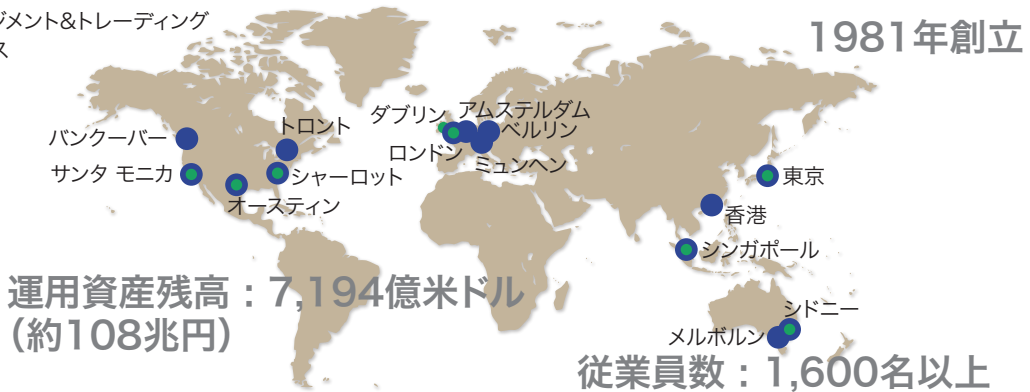 ジメント&トレーディング
ス
1981年創立
ダブリン
アムステルダム
バンクーバー
トロント
ベルリン
ロンドン
ミュンヘン
サンタ モニカ
シャーロット
東京
オースティン
香港
シンガポール
運用資産残高：7,194億米ドル
（約108兆円）
シドニー
メルボルン
従業員数：1,600名以上